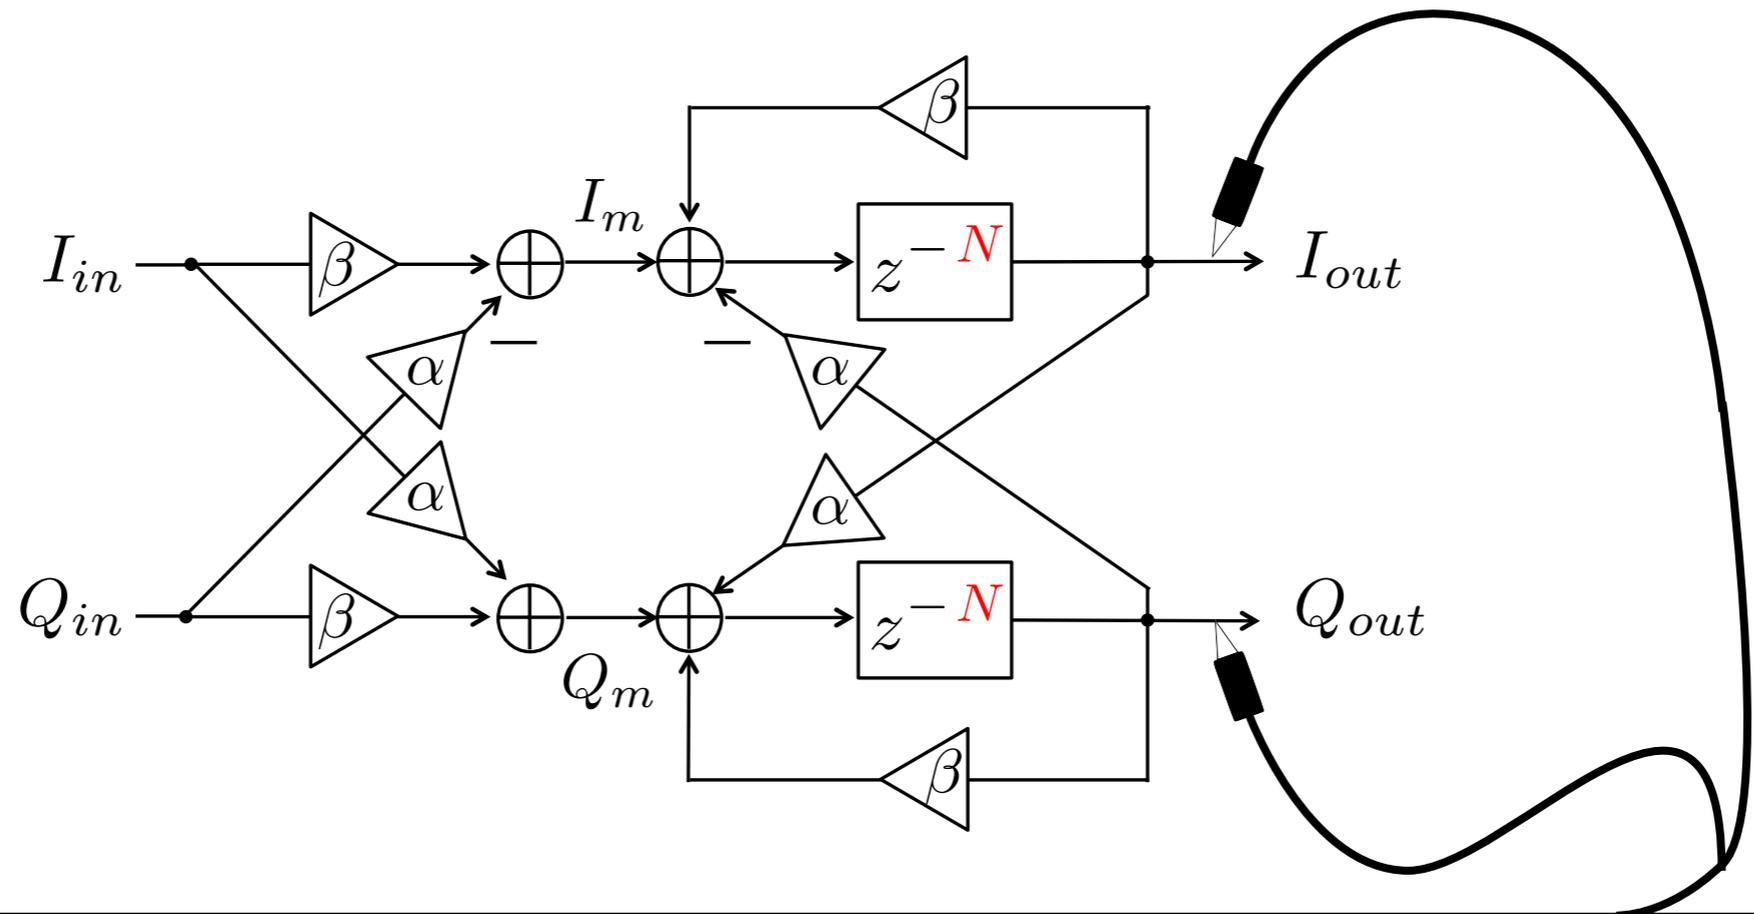 β
I_m
I_in β z^{-N} I_out
− −
α α
α α
Q_in β z^{-N} Q_out
Q_m
β